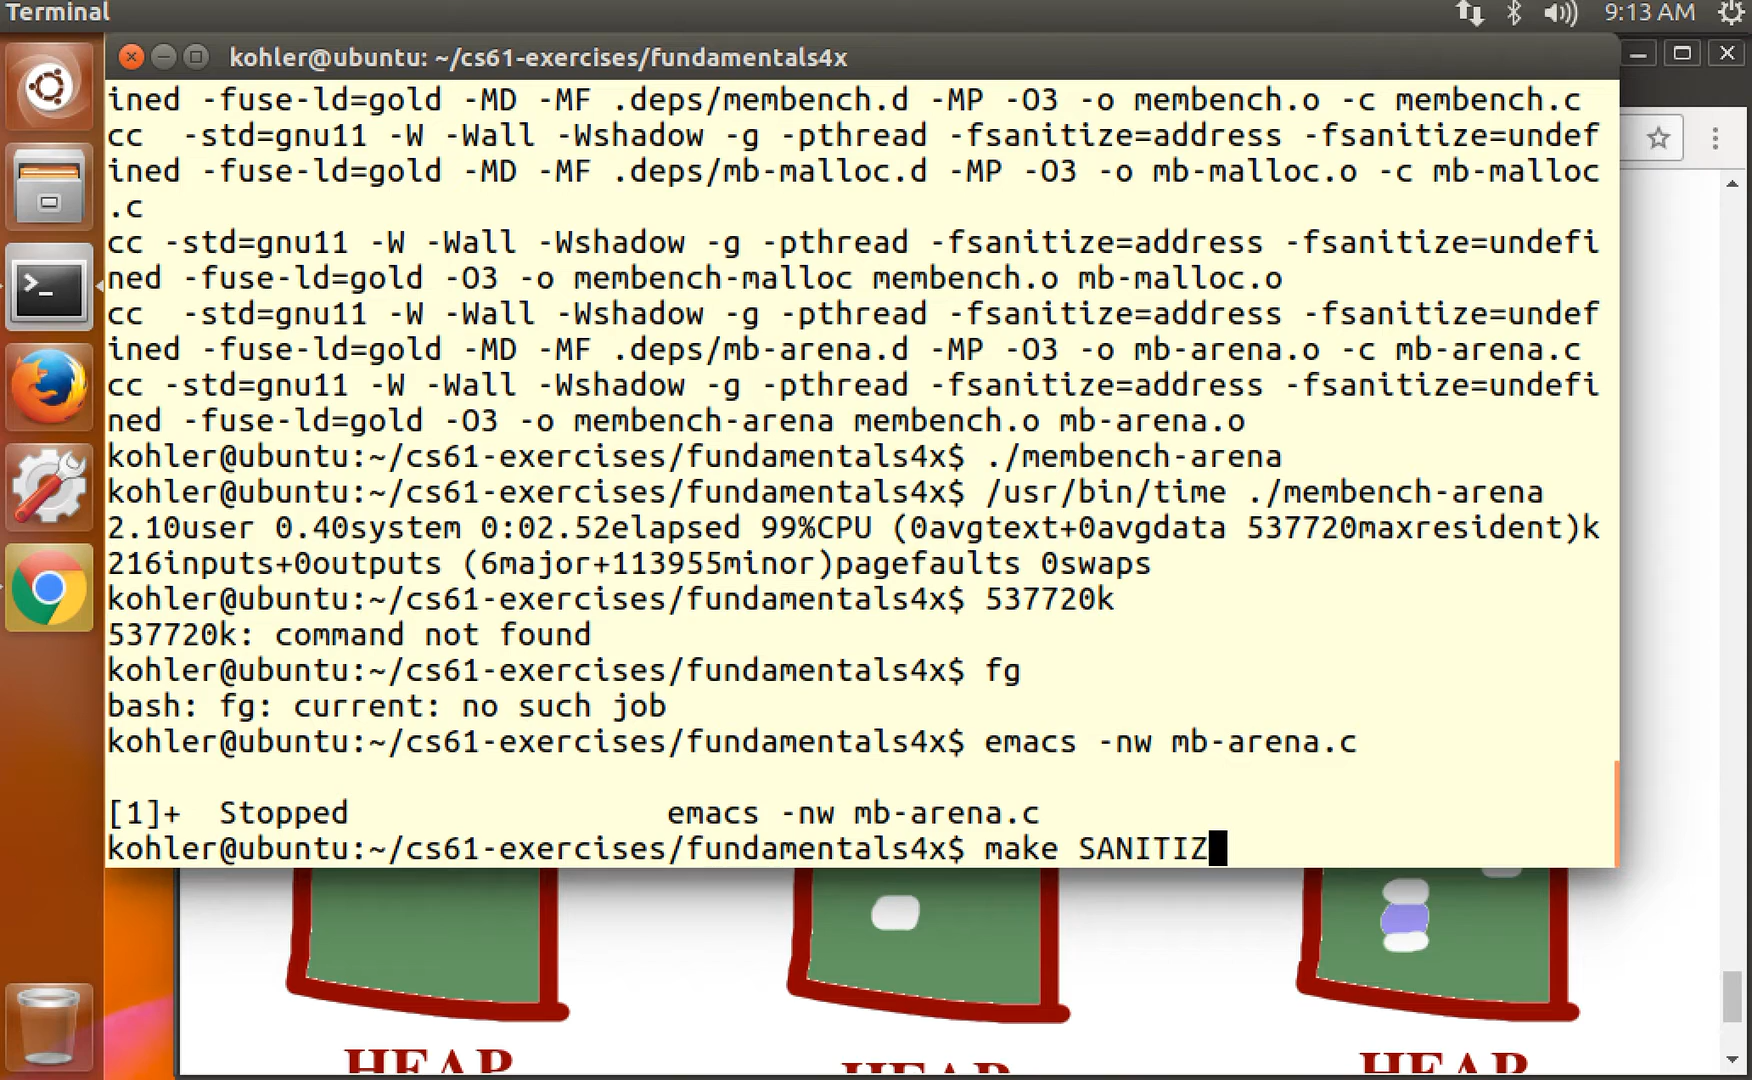 Terminal
9:13 AM
kohler@ubuntu: ~/cs61-exercises/fundamentals4x
ined -fuse-ld=gold -MD -MF .deps/membench.d -MP -O3 -o membench.o -c membench.c
cc  -std=gnu11 -W -Wall -Wshadow -g -pthread -fsanitize=address -fsanitize=undef
ined -fuse-ld=gold -MD -MF .deps/mb-malloc.d -MP -O3 -o mb-malloc.o -c mb-malloc
.c
cc -std=gnu11 -W -Wall -Wshadow -g -pthread -fsanitize=address -fsanitize=undefi
ned -fuse-ld=gold -O3 -o membench-malloc membench.o mb-malloc.o
cc  -std=gnu11 -W -Wall -Wshadow -g -pthread -fsanitize=address -fsanitize=undef
ined -fuse-ld=gold -MD -MF .deps/mb-arena.d -MP -O3 -o mb-arena.o -c mb-arena.c
cc -std=gnu11 -W -Wall -Wshadow -g -pthread -fsanitize=address -fsanitize=undefi
ned -fuse-ld=gold -O3 -o membench-arena membench.o mb-arena.o
kohler@ubuntu:~/cs61-exercises/fundamentals4x$ ./membench-arena
kohler@ubuntu:~/cs61-exercises/fundamentals4x$ /usr/bin/time ./membench-arena
2.10user 0.40system 0:02.52elapsed 99%CPU (0avgtext+0avgdata 537720maxresident)k
216inputs+0outputs (6major+113955minor)pagefaults 0swaps
kohler@ubuntu:~/cs61-exercises/fundamentals4x$ 537720k
537720k: command not found
kohler@ubuntu:~/cs61-exercises/fundamentals4x$ fg
bash: fg: current: no such job
kohler@ubuntu:~/cs61-exercises/fundamentals4x$ emacs -nw mb-arena.c
[1]+  Stopped                 emacs -nw mb-arena.c
kohler@ubuntu:~/cs61-exercises/fundamentals4x$ make SANITIZ
HEAP
HEAP
HEAP